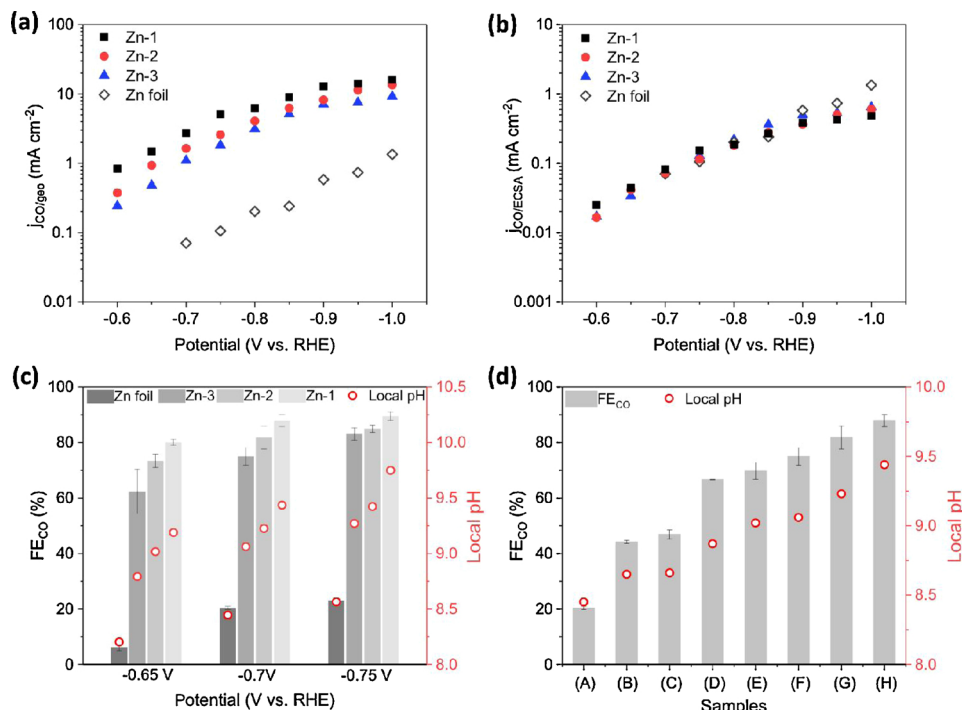 (a)
100
10
1
0.1
0.01
j_CO/geo (mA cm⁻²)
Zn-1
Zn-2
Zn-3
Zn foil
-0.6 -0.7 -0.8 -0.9 -1.0
Potential (V vs. RHE)
(b)
10
1
0.1
0.01
0.001
j_CO/ECSA (mA cm⁻²)
Zn-1
Zn-2
Zn-3
Zn foil
-0.6 -0.7 -0.8 -0.9 -1.0
Potential (V vs. RHE)
(c)
100
80
60
40
20
0
FE_CO (%)
Zn foil Zn-3 Zn-2 Zn-1 Local pH
10.5
10.0
9.5
9.0
8.5
8.0
Local pH
-0.65 V -0.7V -0.75 V
Potential (V vs. RHE)
(d)
100
80
60
40
20
0
FE_CO (%)
FE_CO Local pH
10.0
9.5
9.0
8.5
8.0
Local pH
(A) (B) (C) (D) (E) (F) (G) (H)
Samples